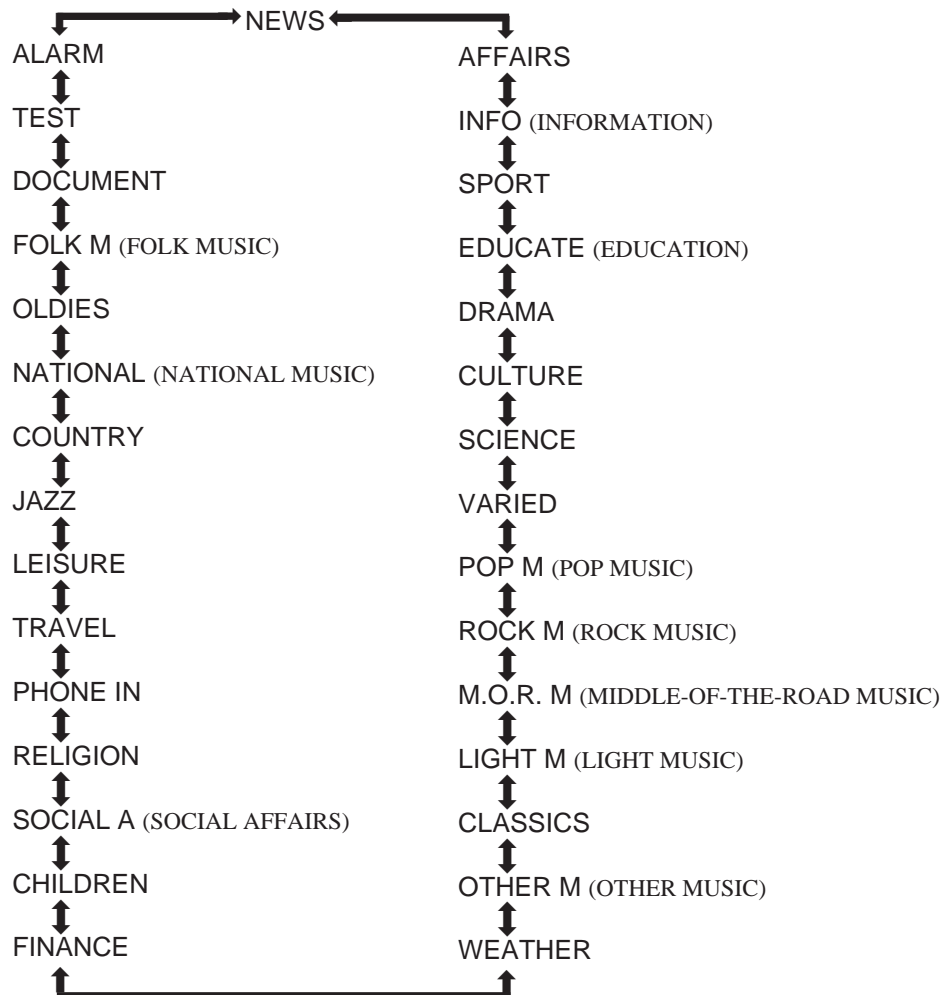 NEWS
ALARM
TEST
DOCUMENT
FOLK M (FOLK MUSIC)
OLDIES
NATIONAL (NATIONAL MUSIC)
COUNTRY
JAZZ
LEISURE
TRAVEL
PHONE IN
RELIGION
SOCIAL A (SOCIAL AFFAIRS)
CHILDREN
FINANCE
AFFAIRS
INFO (INFORMATION)
SPORT
EDUCATE (EDUCATION)
DRAMA
CULTURE
SCIENCE
VARIED
POP M (POP MUSIC)
ROCK M (ROCK MUSIC)
M.O.R. M (MIDDLE-OF-THE-ROAD MUSIC)
LIGHT M (LIGHT MUSIC)
CLASSICS
OTHER M (OTHER MUSIC)
WEATHER